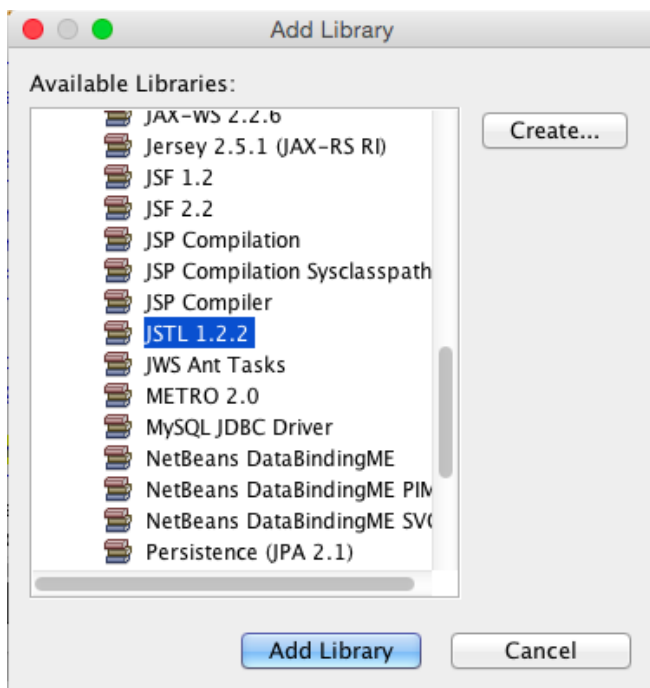 Add Library
Available Libraries:
JAX-WS 2.2.6
Create...
Jersey 2.5.1 (JAX-RS RI)
JSF 1.2
JSF 2.2
JSP Compilation
JSP Compilation Sysclasspath
JSP Compiler
JSTL 1.2.2
JWS Ant Tasks
METRO 2.0
MySQL JDBC Driver
NetBeans DataBindingME
NetBeans DataBindingME PIM
NetBeans DataBindingME SV
Persistence (JPA 2.1)
Add Library
Cancel